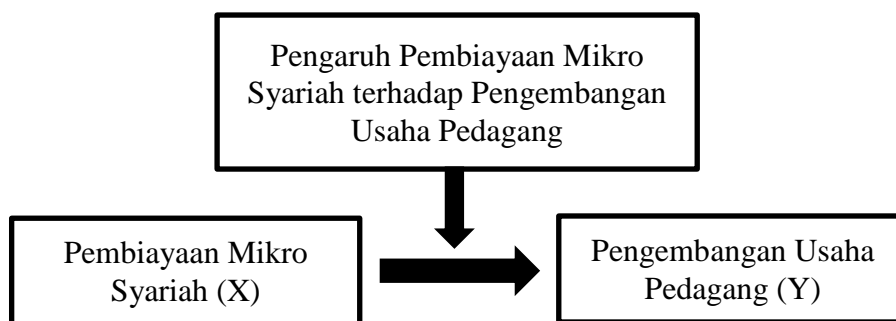 Pengaruh Pembiayaan Mikro
Syariah terhadap Pengembangan
Usaha Pedagang
Pembiayaan Mikro
Syariah (X)
Pengembangan Usaha
Pedagang (Y)